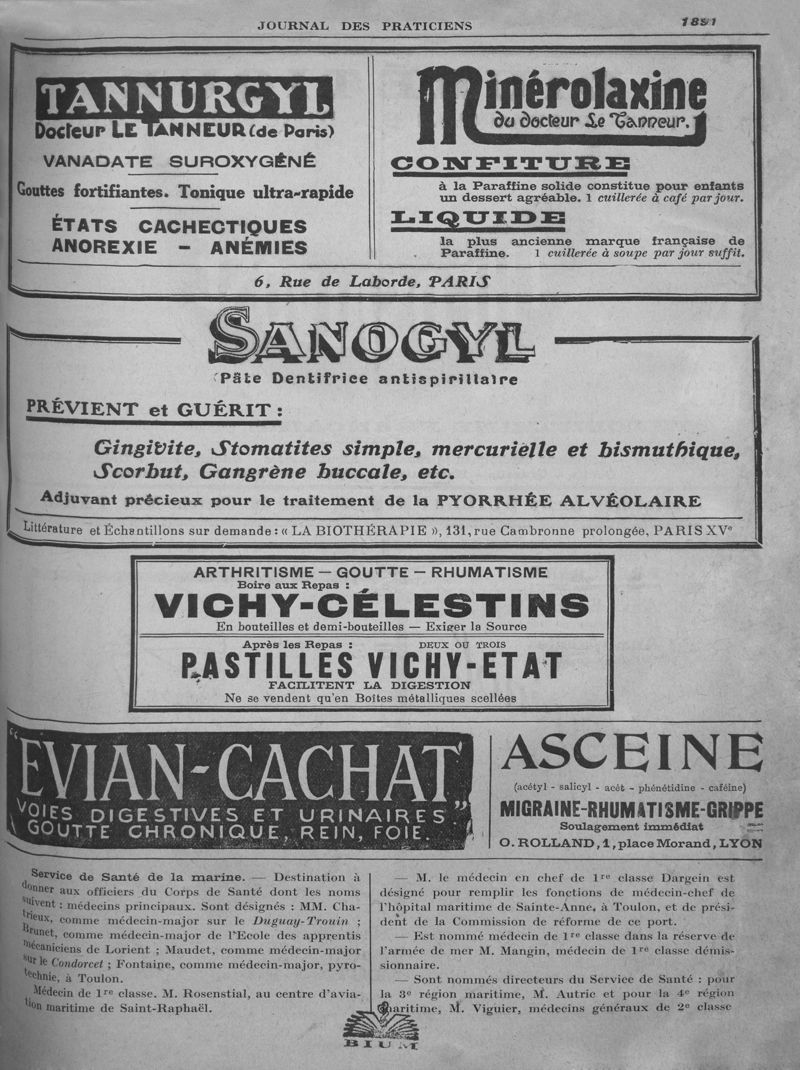 JOURNAL DES PRATICIENS
1891
TANNURGYL
Docteur LE TANNEUR (de Paris)
VANADATE SUROXYGÉNÉ
Gouttes fortifiantes. Tonique ultra-rapide
ÉTATS CACHECTIQUES
ANOREXIE – ANÉMIES
Minérolaxine
du docteur Le Tanneur.
CONFITURE
à la Paraffine solide constitue pour enfants
un dessert agréable. 1 cuillerée à café par jour.
LIQUIDE
la plus ancienne marque française de
Paraffine. 1 cuillerée à soupe par jour suffit.
6, Rue de Laborde, PARIS
SANOGYL
Pâte Dentifrice antispirillaire
PRÉVIENT et GUÉRIT :
Gingivite, Stomatites simple, mercurielle et bismuthique,
Scorbut, Gangrène buccale, etc.
Adjuvant précieux pour le traitement de la PYORRHÉE ALVÉOLAIRE
Littérature et Échantillons sur demande : « LA BIOTHÉRAPIE », 131, rue Cambronne prolongée, PARIS XVe
ARTHRITISME — GOUTTE — RHUMATISME
Boire aux Repas :
VICHY-CÉLESTINS
En bouteilles et demi-bouteilles — Exiger la Source
Après les Repas : DEUX OU TROIS
PASTILLES VICHY-ETAT
FACILITENT LA DIGESTION
Ne se vendent qu'en Boîtes métalliques scellées
"EVIAN-CACHAT"
VOIES DIGESTIVES ET URINAIRES
GOUTTE CHRONIQUE, REIN, FOIE.
ASCEINE
(acétyl - salicyl - acét - phénétidine - caféine)
MIGRAINE-RHUMATISME-GRIPPE
Soulagement immédiat
O. ROLLAND, 1, place Morand, LYON
Service de Santé de la marine. — Destination à
donner aux officiers du Corps de Santé dont les noms
suivent : médecins principaux. Sont désignés : MM. Cha-
trieux, comme médecin-major sur le Duguay-Trouin ;
Brunet, comme médecin-major de l'Ecole des apprentis
mécaniciens de Lorient ; Maudet, comme médecin-major
sur le Condorcet ; Fontaine, comme médecin-major, pyro-
technie, à Toulon.
Médecin de 1re classe. M. Rosenstial, au centre d'avia-
tion maritime de Saint-Raphaël.
— M. le médecin en chef de 1re classe Dargein est
désigné pour remplir les fonctions de médecin-chef de
l'hôpital maritime de Sainte-Anne, à Toulon, et de prési-
dent de la Commission de réforme de ce port.
— Est nommé médecin de 1re classe dans la réserve de
l'armée de mer M. Mangin, médecin de 1re classe démis-
sionnaire.
— Sont nommés directeurs du Service de Santé : pour
la 3e région maritime, M. Autric et pour la 4e région
maritime, M. Viguier, médecins généraux de 2e classe
BIUM